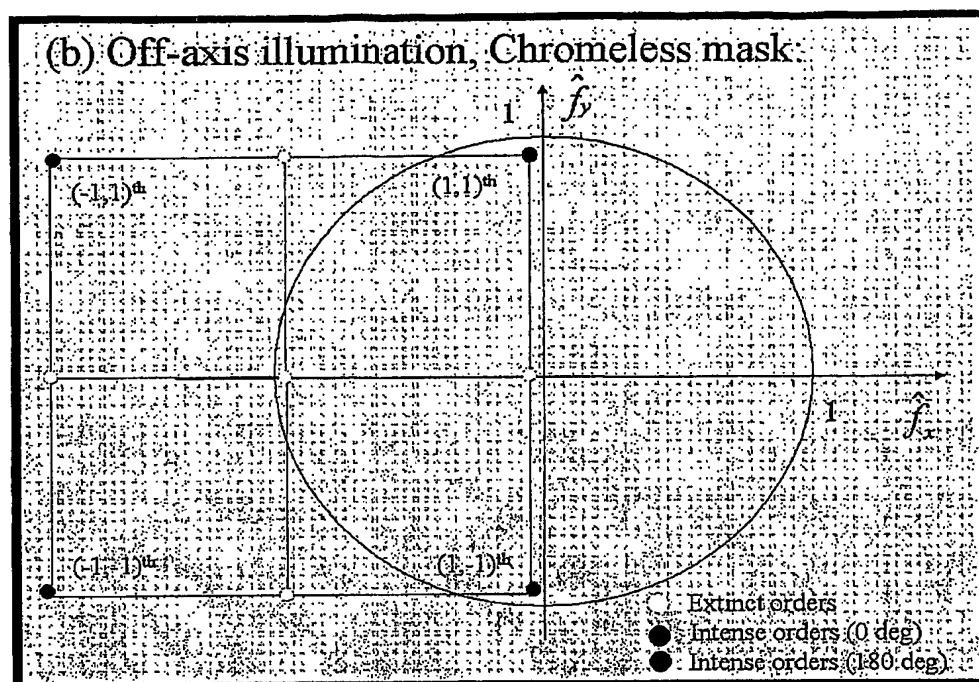 (b) Off-axis illumination, Chromeless mask
1 f̂y
(-1,1)th (1,1)th
1 f̂x
(-1,-1)th (1,-1)th
Extinct orders
Intense orders (0 deg)
Intense orders (180 deg)